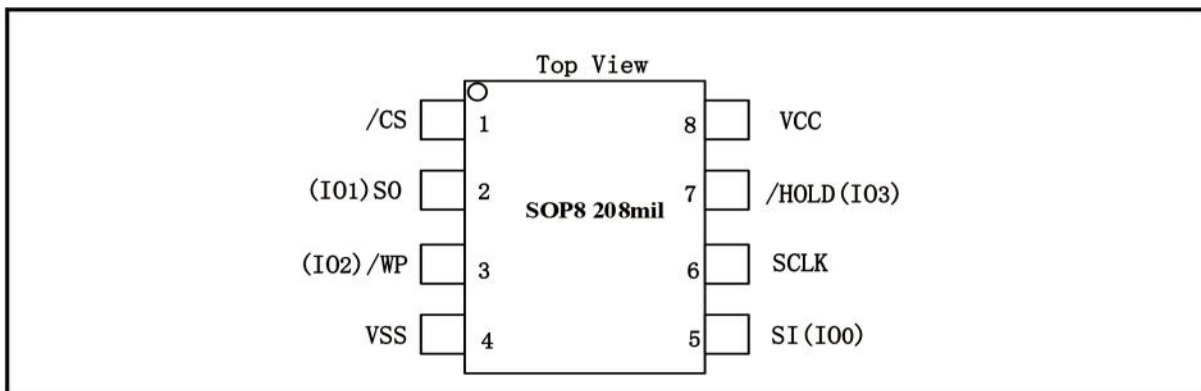 Top View
/CS 1 8 VCC
(IO1)SO 2 7 /HOLD(IO3)
SOP8 208mil
(IO2)/WP 3 6 SCLK
VSS 4 5 SI(IO0)